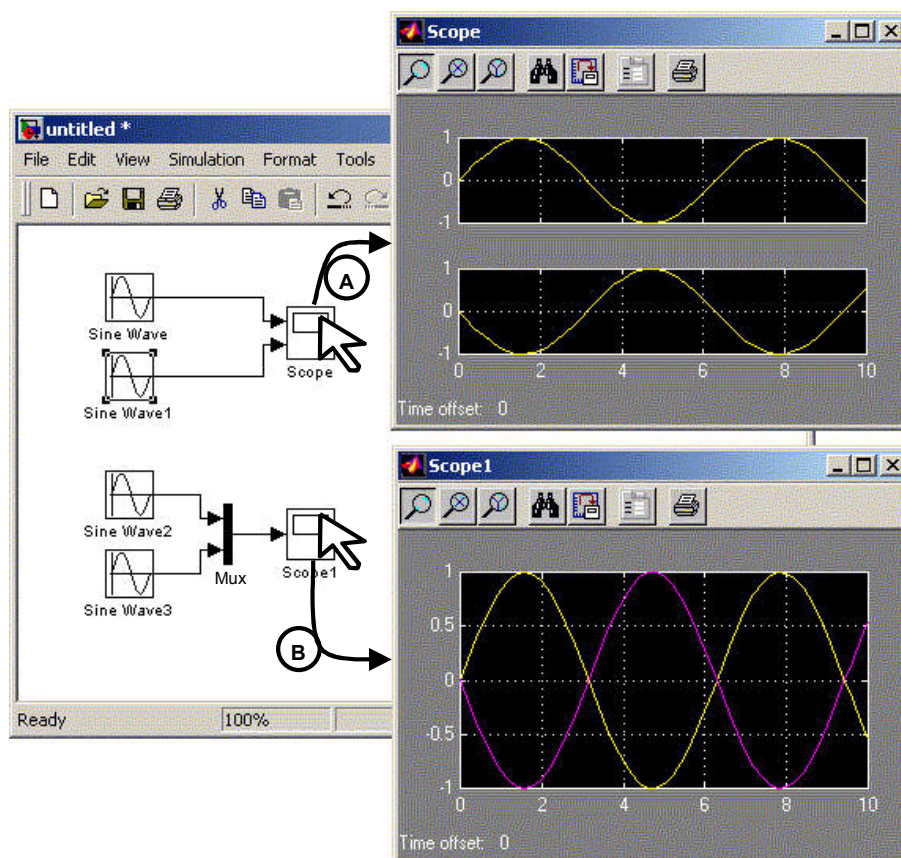 Scope
untitled *
File Edit View Simulation Format Tools
A
Sine Wave
Scope
Sine Wave1
1
0
-1
1
0
-1
0 2 4 6 8 10
Time offset: 0
Scope1
Sine Wave2
Mux
Scope1
Sine Wave3
B
Ready 100%
1
0.5
0
-0.5
-1
0 2 4 6 8 10
Time offset: 0